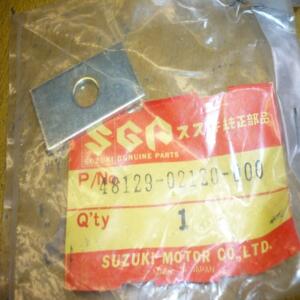 SGP スズキ純正部品
SUZUKI GENUINE PARTS
P/No. 48129-02120-000
Q'ty 1
SUZUKI MOTOR CO.,LTD.
JAPAN